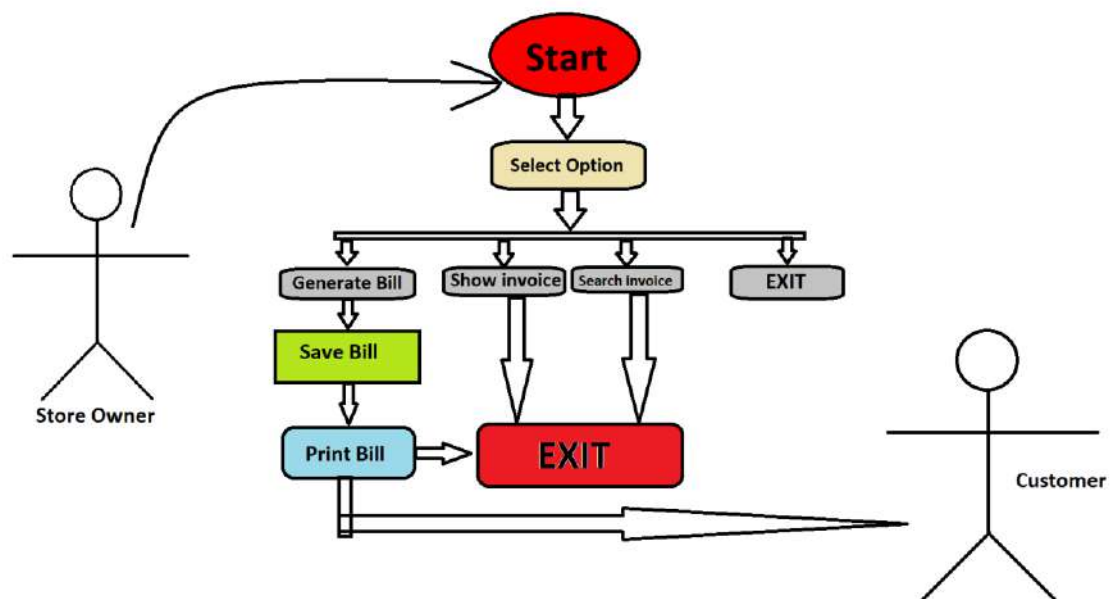 Start
Select Option
Generate Bill
Show invoice
Search Invoice
EXIT
Save Bill
Store Owner
Print Bill
EXIT
Customer